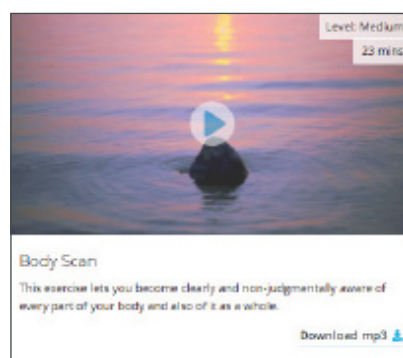 Level: Medium
23 mins
Body Scan
This exercise lets you become clearly and non-judgmentally aware of
every part of your body and also of it as a whole.
Download mp3